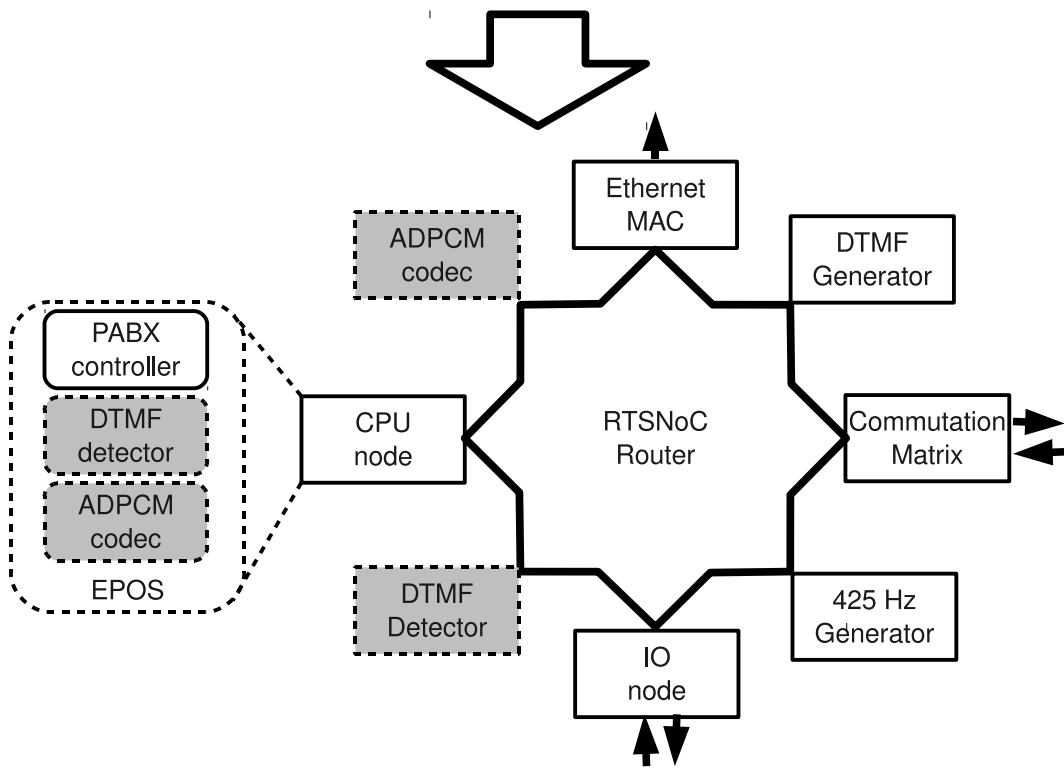 Ethernet
MAC
ADPCM
codec
DTMF
Generator
PABX
controller
DTMF
detector
ADPCM
codec
EPOS
CPU
node
RTSNoC
Router
Commutation
Matrix
DTMF
Detector
425 Hz
Generator
IO
node